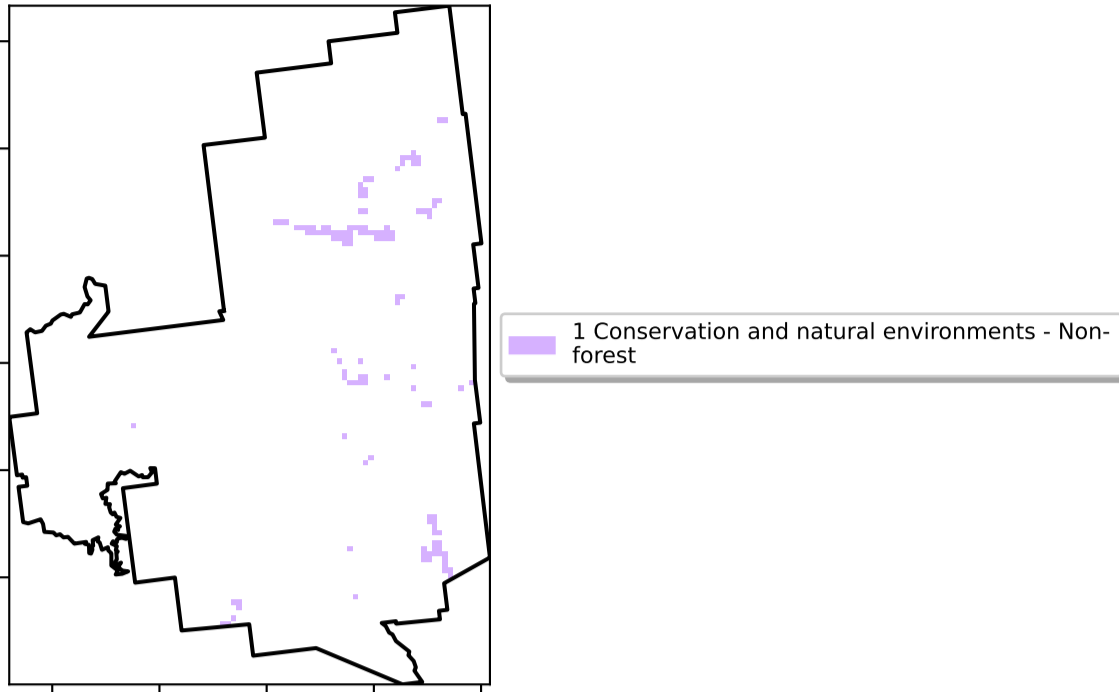 1 Conservation and natural environments - Non-
forest